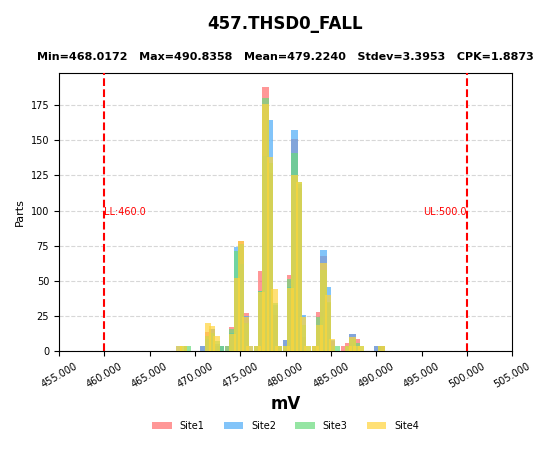 457.THSD0_FALL
Min=468.0172 Max=490.8358 Mean=479.2240 Stdev=3.3953 CPK=1.8873
Parts
175
150
125
100
75
50
25
0
LL:460.0
UL:500.0
455.000 460.000 465.000 470.000 475.000 480.000 485.000 490.000 495.000 500.000 505.000
mV
Site1 Site2 Site3 Site4